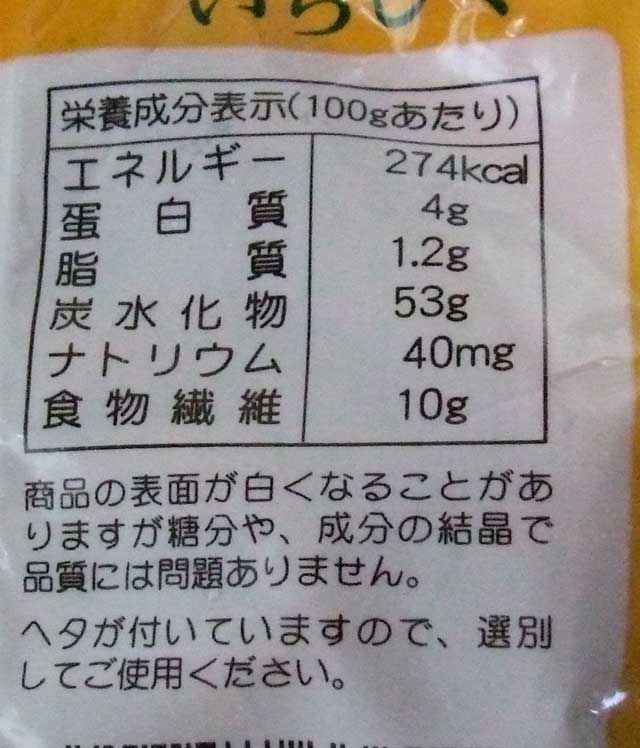 いちじく
栄養成分表示(100gあたり)
エネルギー 274kcal
蛋白質 4g
脂質 1.2g
炭水化物 53g
ナトリウム 40mg
食物繊維 10g
商品の表面が白くなることがあ
りますが糖分や、成分の結晶で
品質には問題ありません。
ヘタが付いていますので、選別
してご使用ください。